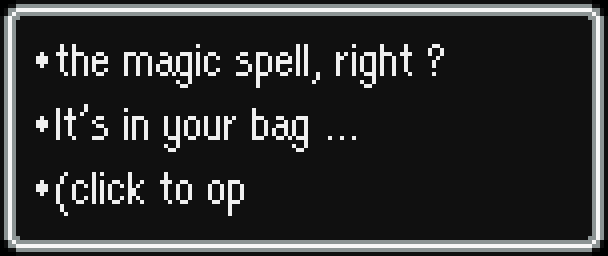 •the magic spell, right ?
•It's in your bag ...
•(click to op